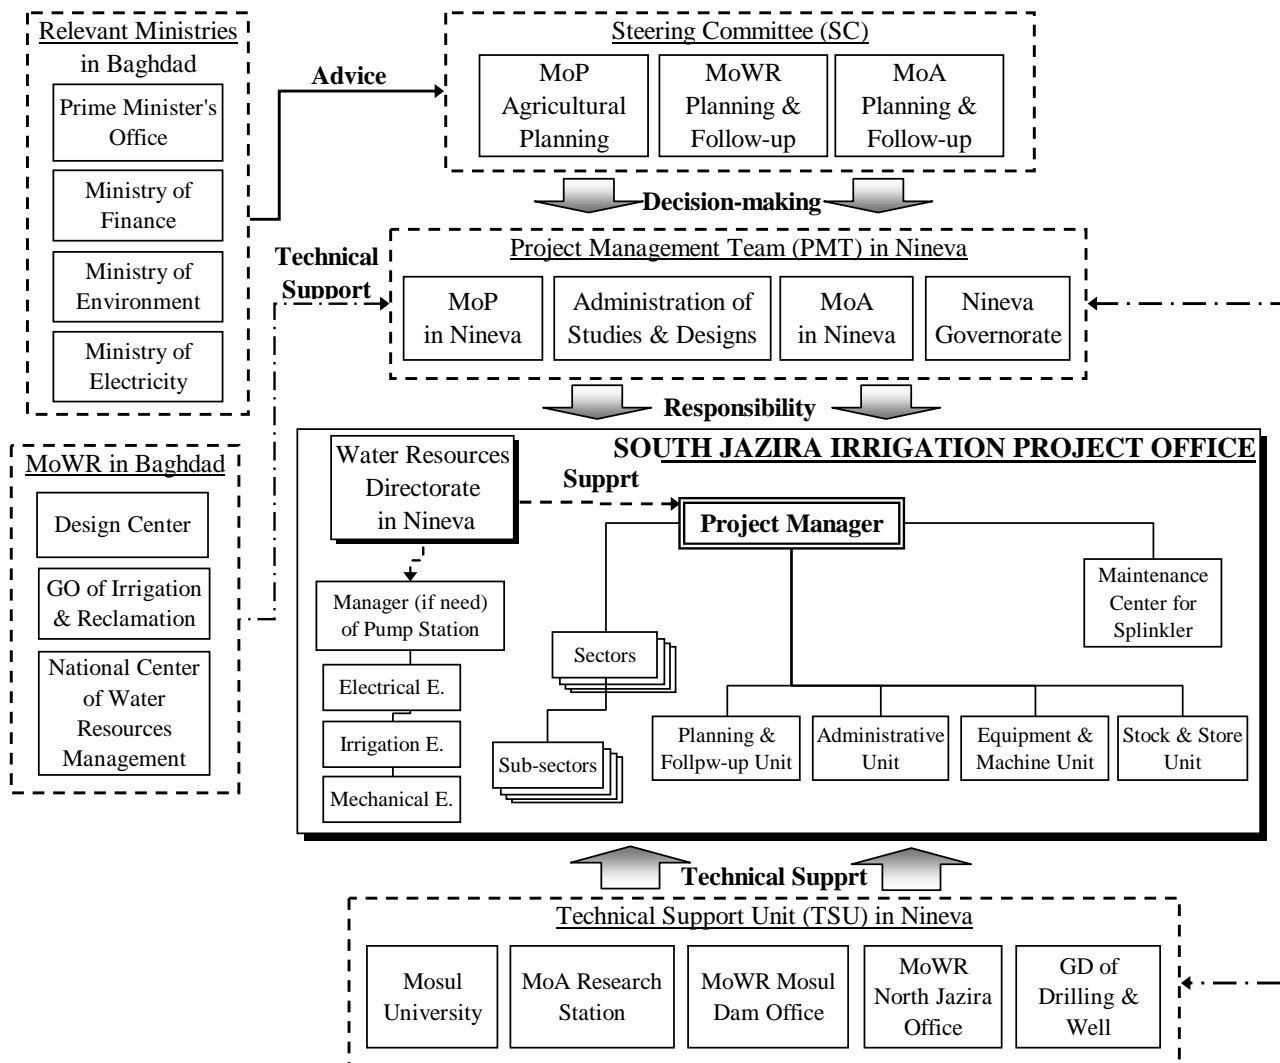 Relevant Ministries
in Baghdad
Prime Minister's
Office
Ministry of
Finance
Ministry of
Environment
Ministry of
Electricity
Advice
Steering Committee (SC)
MoP
Agricultural
Planning
MoWR
Planning &
Follow-up
MoA
Planning &
Follow-up
Decision-making
Technical
Support
Project Management Team (PMT) in Nineva
MoP
in Nineva
Administration of
Studies & Designs
MoA
in Nineva
Nineva
Governorate
Responsibility
MoWR in Baghdad
Design Center
GO of Irrigation
& Reclamation
National Center
of Water
Resources
Management
SOUTH JAZIRA IRRIGATION PROJECT OFFICE
Water Resources
Directorate
in Nineva
Supprt
Project Manager
Manager (if need)
of Pump Station
Electrical E.
Irrigation E.
Mechanical E.
Sectors
Sub-sectors
Maintenance
Center for
Splinkler
Planning &
Follpw-up Unit
Administrative
Unit
Equipment &
Machine Unit
Stock & Store
Unit
Technical Supprt
Technical Support Unit (TSU) in Nineva
Mosul
University
MoA Research
Station
MoWR Mosul
Dam Office
MoWR
North Jazira
Office
GD of
Drilling &
Well